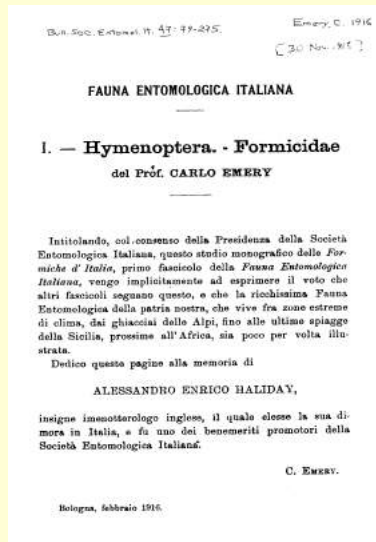 Bull. Soc. Entomol. It. 47: 79-275.
Emery, C. 1916
[30 Nov. 1915]
FAUNA ENTOMOLOGICA ITALIANA
I. — Hymenoptera. - Formicidae
del Prof. CARLO EMERY
Intitolando, col consenso della Presidenza della Società
Entomologica Italiana, questo studio monografico delle For-
miche d'Italia, primo fascicolo della Fauna Entomologica
Italiana, vengo implicitamente ad esprimere il voto che
altri fascicoli seguano questo, e che la ricchissima Fauna
Entomologica della patria nostra, che vive fra zone estreme
di clima, dai ghiacciai delle Alpi, fino alle ultime spiagge
della Sicilia, prossime all'Africa, sia poco per volta illu-
strata.
Dedico queste pagine alla memoria di
ALESSANDRO ENRICO HALIDAY,
insigne imenotterologo inglese, il quale elesse la sua di-
mora in Italia, e fu uno dei benemeriti promotori della
Società Entomologica Italiana.
C. EMERY.
Bologna, febbraio 1916.